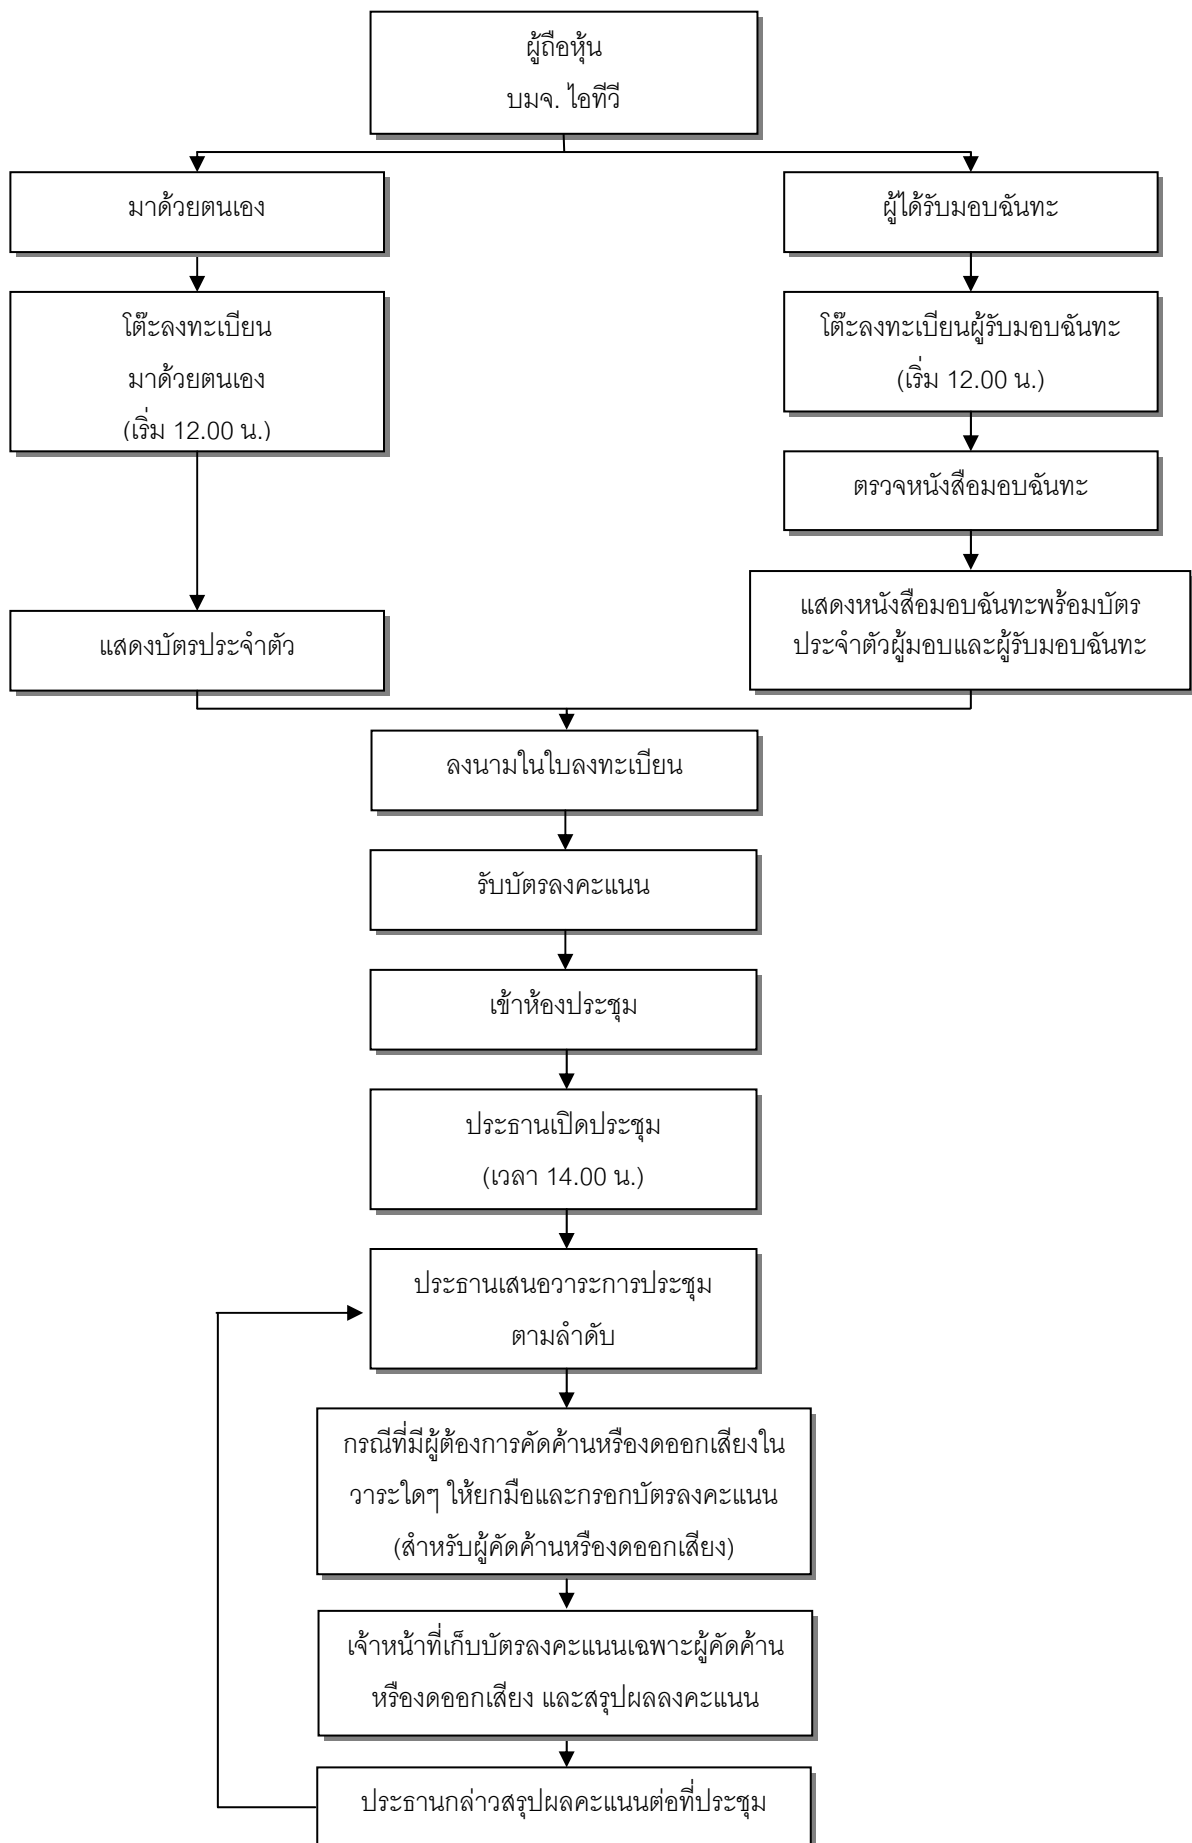 ผู้ถือหุ้น
บมจ. ไอทีวี
มาด้วยตนเอง
ผู้ได้รับมอบฉันทะ
โต๊ะลงทะเบียน
มาด้วยตนเอง
(เริ่ม 12.00 น.)
โต๊ะลงทะเบียนผู้รับมอบฉันทะ
(เริ่ม 12.00 น.)
ตรวจหนังสือมอบฉันทะ
แสดงบัตรประจำตัว
แสดงหนังสือมอบฉันทะพร้อมบัตร
ประจำตัวผู้มอบและผู้รับมอบฉันทะ
ลงนามในใบลงทะเบียน
รับบัตรลงคะแนน
เข้าห้องประชุม
ประธานเปิดประชุม
(เวลา 14.00 น.)
ประธานเสนอวาระการประชุม
ตามลำดับ
กรณีที่มีผู้ต้องการคัดค้านหรืองดออกเสียงใน
วาระใดๆ ให้ยกมือและกรอกบัตรลงคะแนน
(สำหรับผู้คัดค้านหรืองดออกเสียง)
เจ้าหน้าที่เก็บบัตรลงคะแนนเฉพาะผู้คัดค้าน
หรืองดออกเสียง และสรุปผลลงคะแนน
ประธานกล่าวสรุปผลคะแนนต่อที่ประชุม